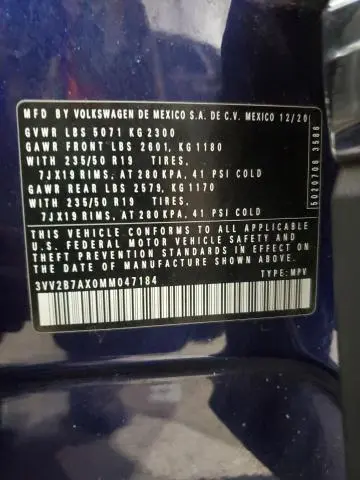 MFD BY VOLKSWAGEN DE MEXICO S.A. DE C.V. MEXICO 12/20
GVWR LBS 5071 KG 2300
GAWR FRONT LBS 2601, KG 1180
WITH 235/50 R19 TIRES,
7JX19 RIMS, AT 280 KPA, 41 PSI COLD
GAWR REAR LBS 2579, KG 1170
WITH 235/50 R19 TIRES,
7JX19 RIMS, AT 280 KPA, 41 PSI COLD
THIS VEHICLE CONFORMS TO ALL APPLICABLE
U.S. FEDERAL MOTOR VEHICLE SAFETY AND
THEFT PREVENTION STANDARDS IN EFFECT ON
THE DATE OF MANUFACTURE SHOWN ABOVE.
3VV2B7AX0MM047184
TYPE: MPV
5020708 3586